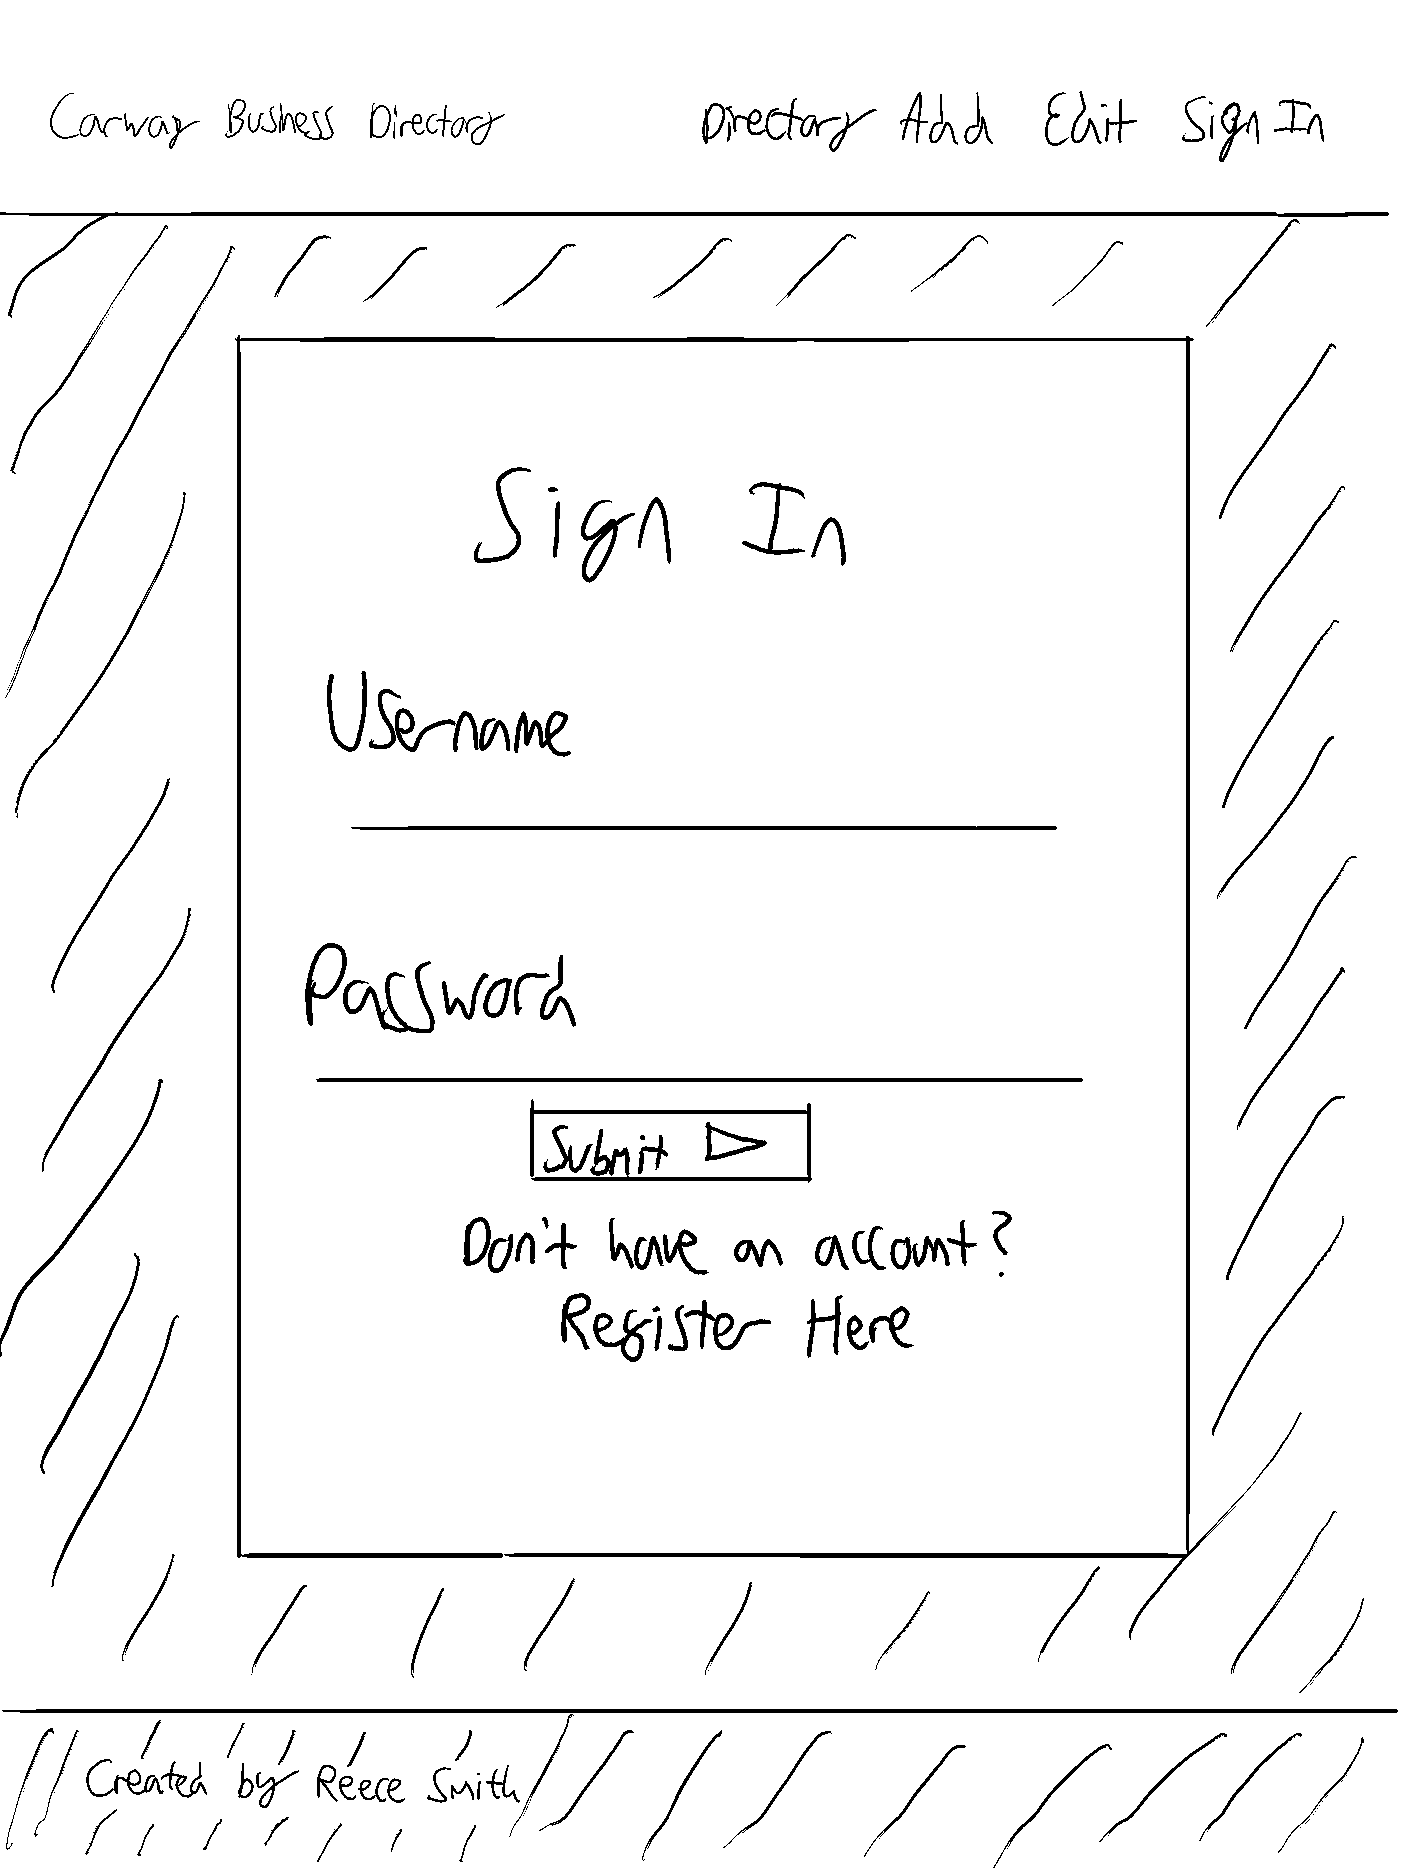 Carway Business Directory Directory Add Edit Sign In
Sign In
Username
Password
Submit
Don't have an account?
Register Here
Created by Reece Smith